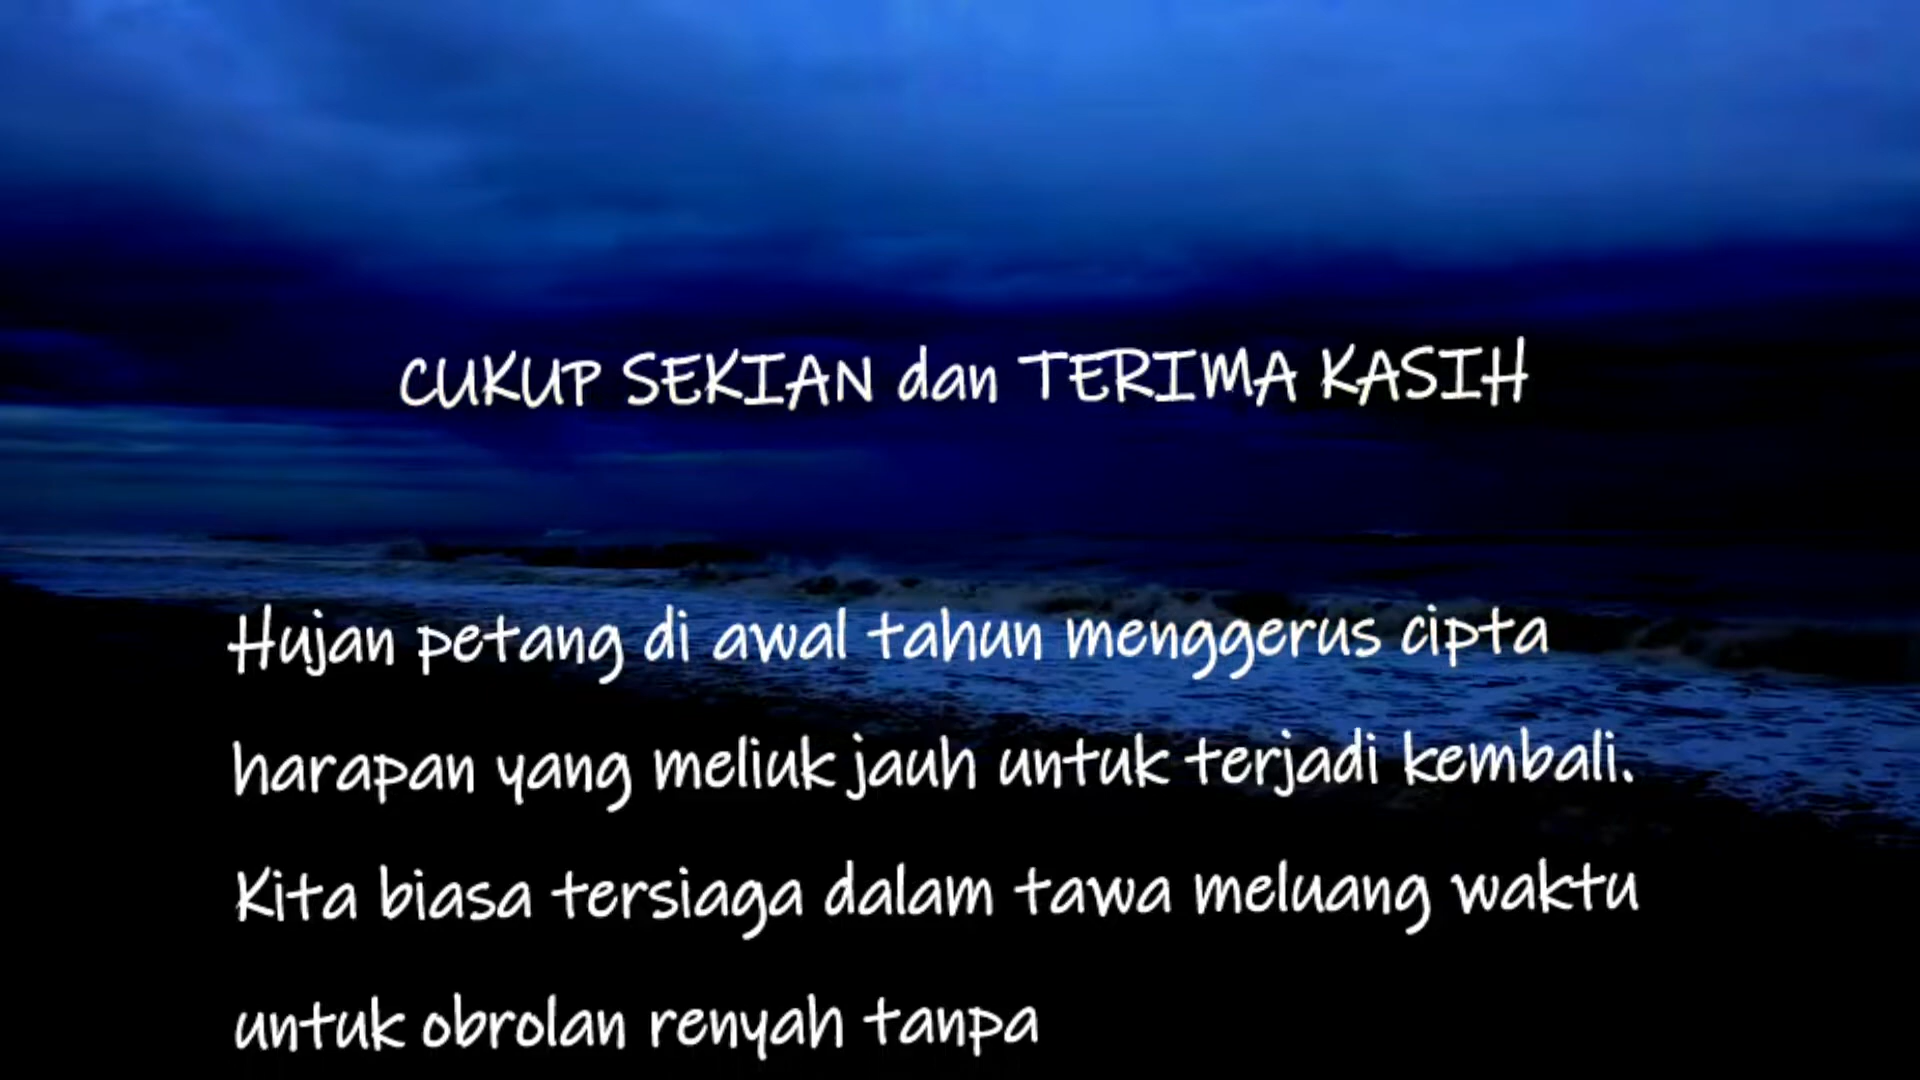 CUKUP SEKIAN dan TERIMA KASIH
Hujan petang di awal tahun menggerus cipta
harapan yang meliuk jauh untuk terjadi kembali.
Kita biasa tersiaga dalam tawa meluang waktu
untuk obrolan renyah tanpa